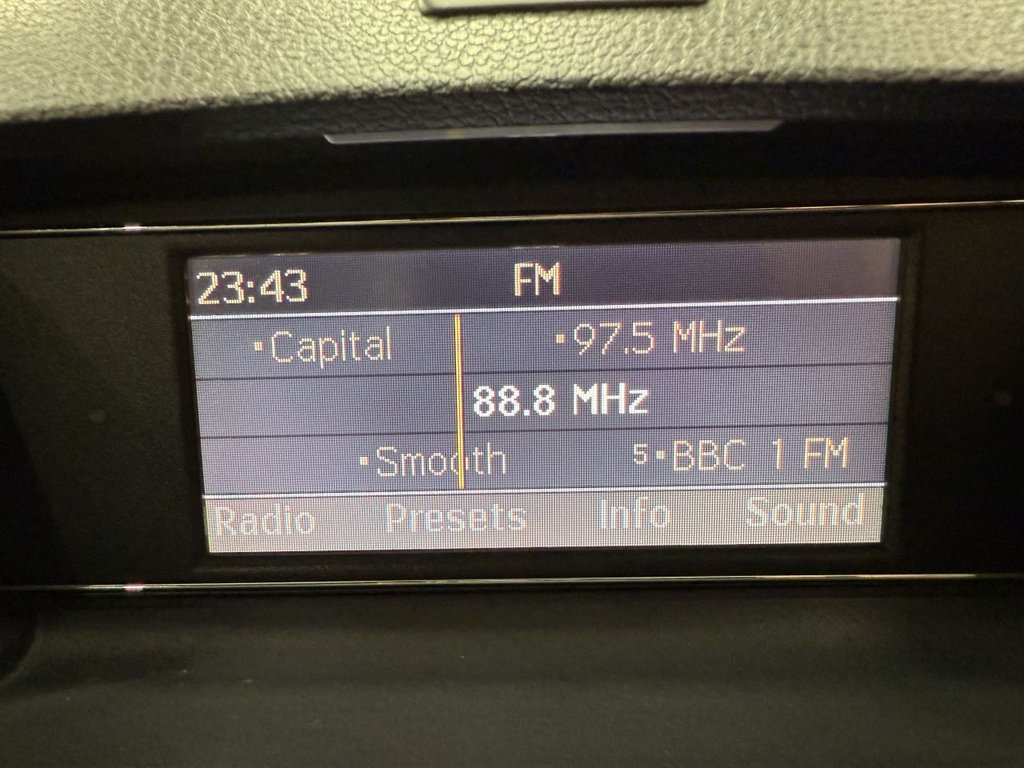 23:43 FM
Capital 97.5 MHz
88.8 MHz
Smooth 5 BBC 1 FM
Radio Presets Info Sound